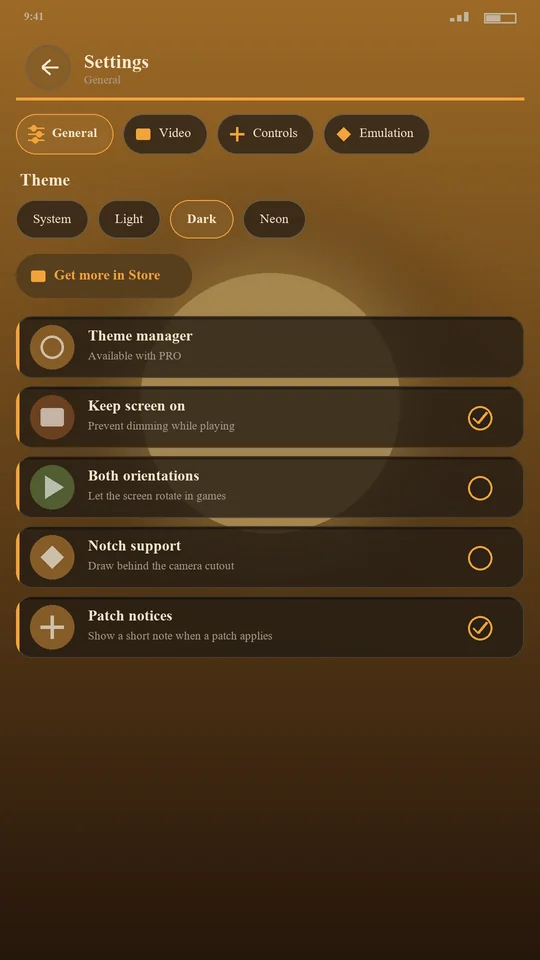 9:41
Settings
General
General
Video
Controls
Emulation
Theme
System
Light
Dark
Neon
Get more in Store
Theme manager
Available with PRO
Keep screen on
Prevent dimming while playing
Both orientations
Let the screen rotate in games
Notch support
Draw behind the camera cutout
Patch notices
Show a short note when a patch applies